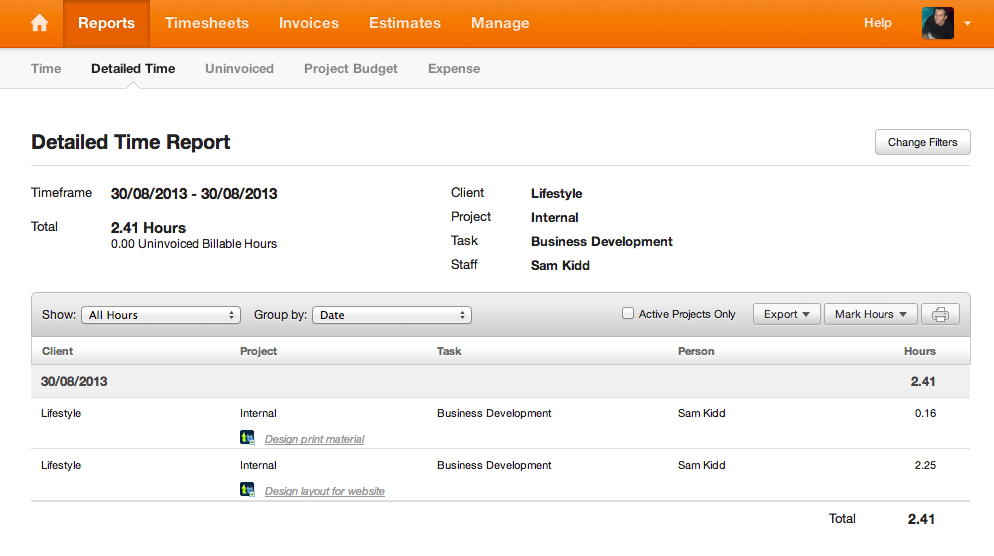 Reports Timesheets Invoices Estimates Manage Help
Time Detailed Time Uninvoiced Project Budget Expense
Detailed Time Report Change Filters
Timeframe 30/08/2013 - 30/08/2013
Total 2.41 Hours
0.00 Uninvoiced Billable Hours
Client Lifestyle
Project Internal
Task Business Development
Staff Sam Kidd
Show: All Hours Group by: Date Active Projects Only Export Mark Hours
Client Project Task Person Hours
30/08/2013 2.41
Lifestyle Internal Business Development Sam Kidd 0.16
Design print material
Lifestyle Internal Business Development Sam Kidd 2.25
Design layout for website
Total 2.41